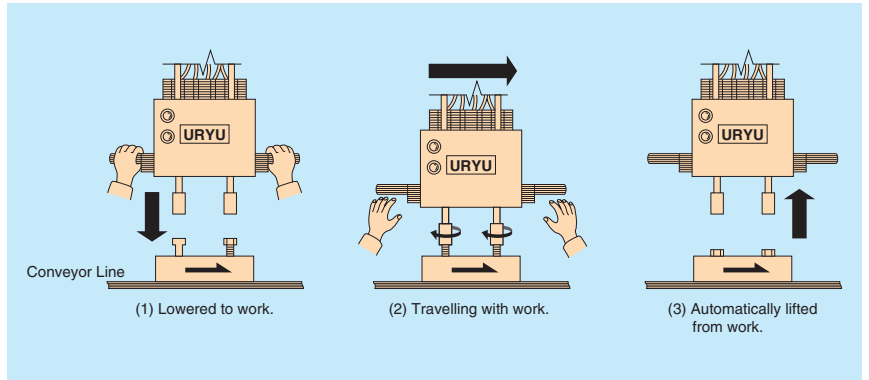 URYU
URYU
URYU
Conveyor Line
(1) Lowered to work.
(2) Travelling with work.
(3) Automatically lifted
from work.